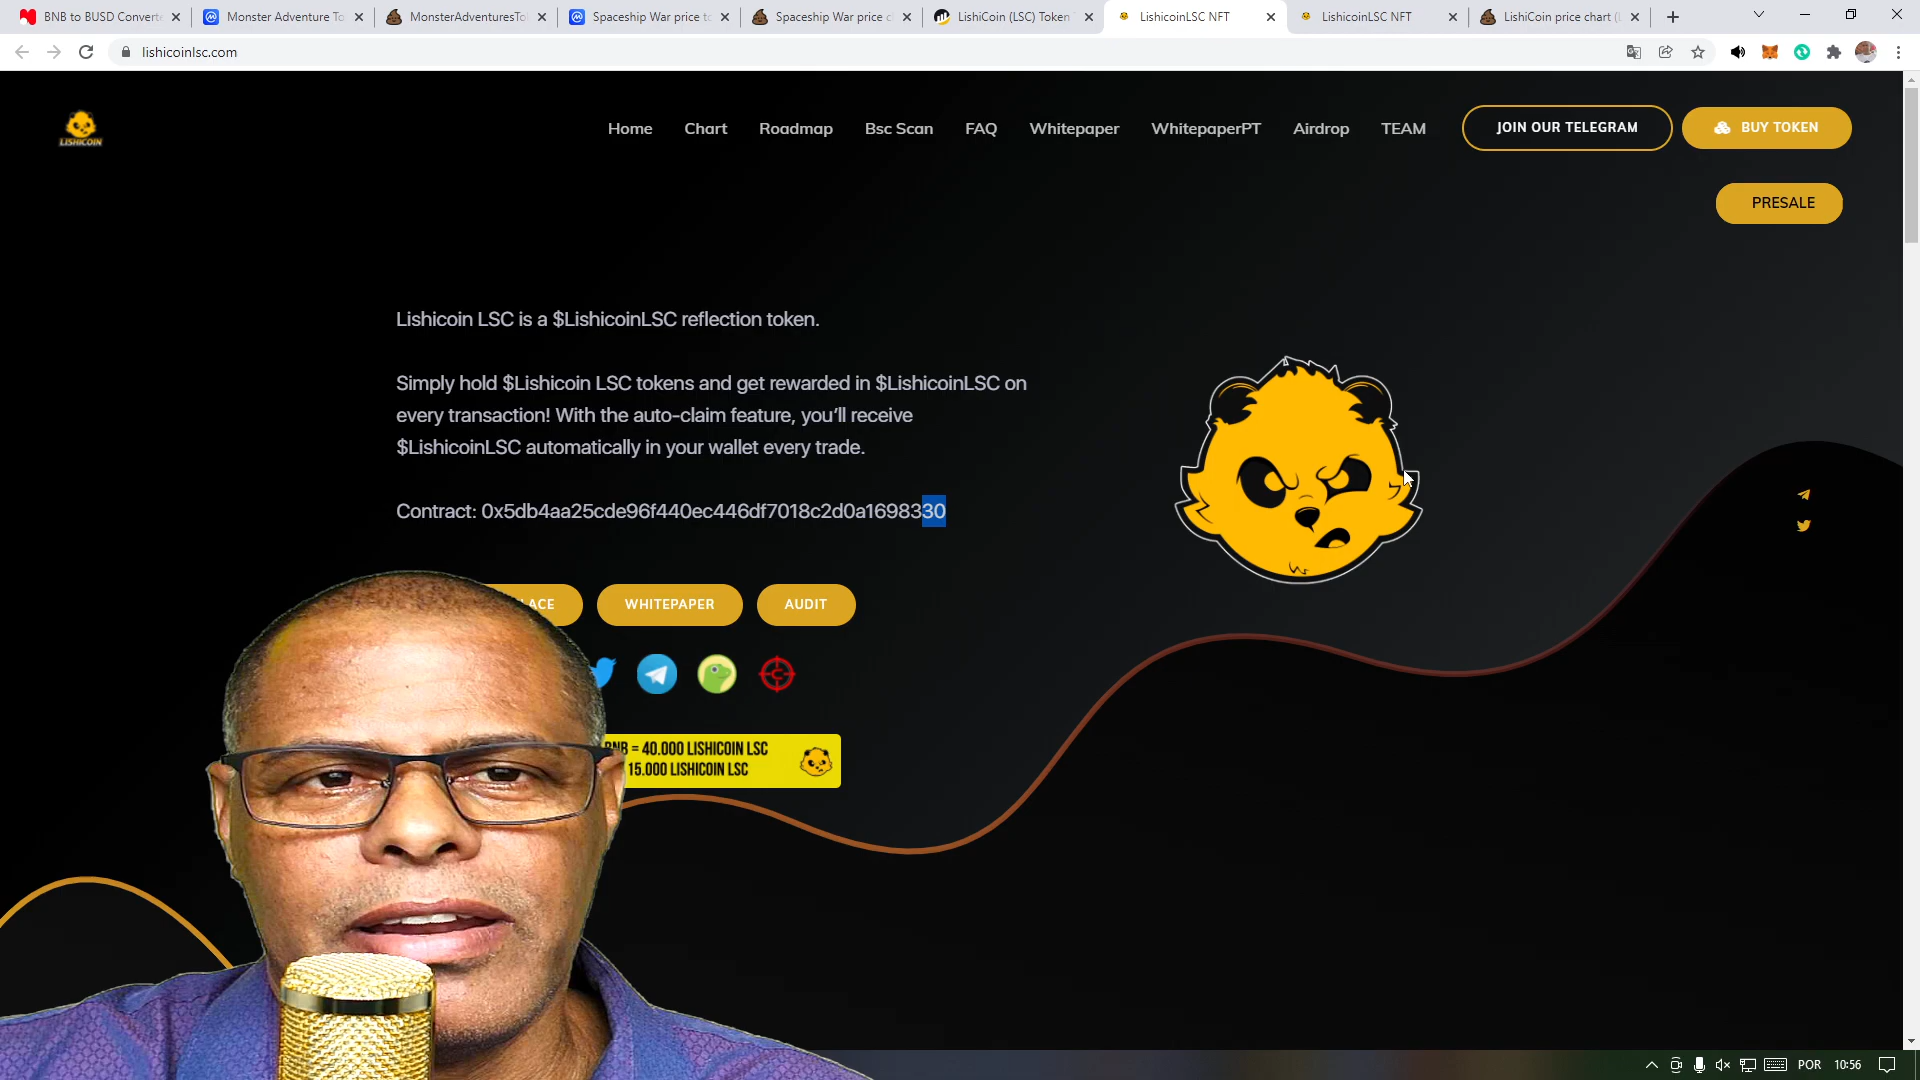 BNB to BUSD Converte
Monster Adventure To
MonsterAdventuresTo
Spaceship War price to
Spaceship War price c
LishiCoin (LSC) Token
LishicoinLSC NFT
LishicoinLSC NFT
LishiCoin price chart (L
lishicoinlsc.com
LISHICOIN
Home
Chart
Roadmap
Bsc Scan
FAQ
Whitepaper
WhitepaperPT
Airdrop
TEAM
JOIN OUR TELEGRAM
BUY TOKEN
PRESALE
Lishicoin LSC is a $LishicoinLSC reflection token.
Simply hold $Lishicoin LSC tokens and get rewarded in $LishicoinLSC on
every transaction! With the auto-claim feature, you’ll receive
$LishicoinLSC automatically in your wallet every trade.
Contract: 0x5db4aa25cde96f440ec446df7018c2d0a1698330
LACE
WHITEPAPER
AUDIT
BNB = 40.000 LISHICOIN LSC
15.000 LISHICOIN LSC
POR
10:56